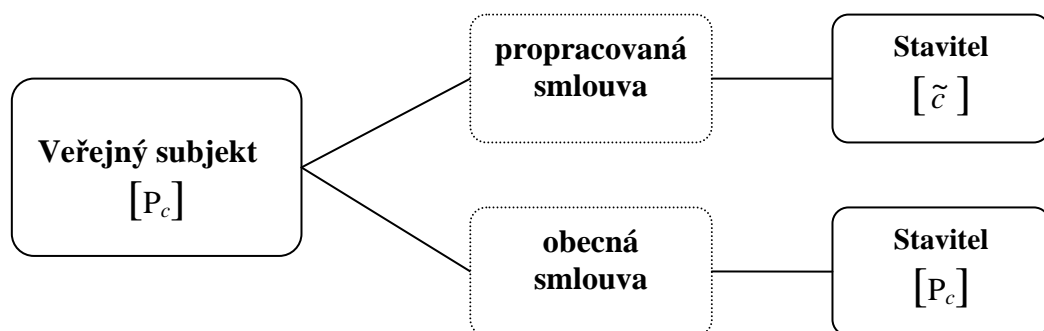 Veřejný subjekt
[P_c]
propracovaná
smlouva
Stavitel
[c̃]
obecná
smlouva
Stavitel
[P_c]